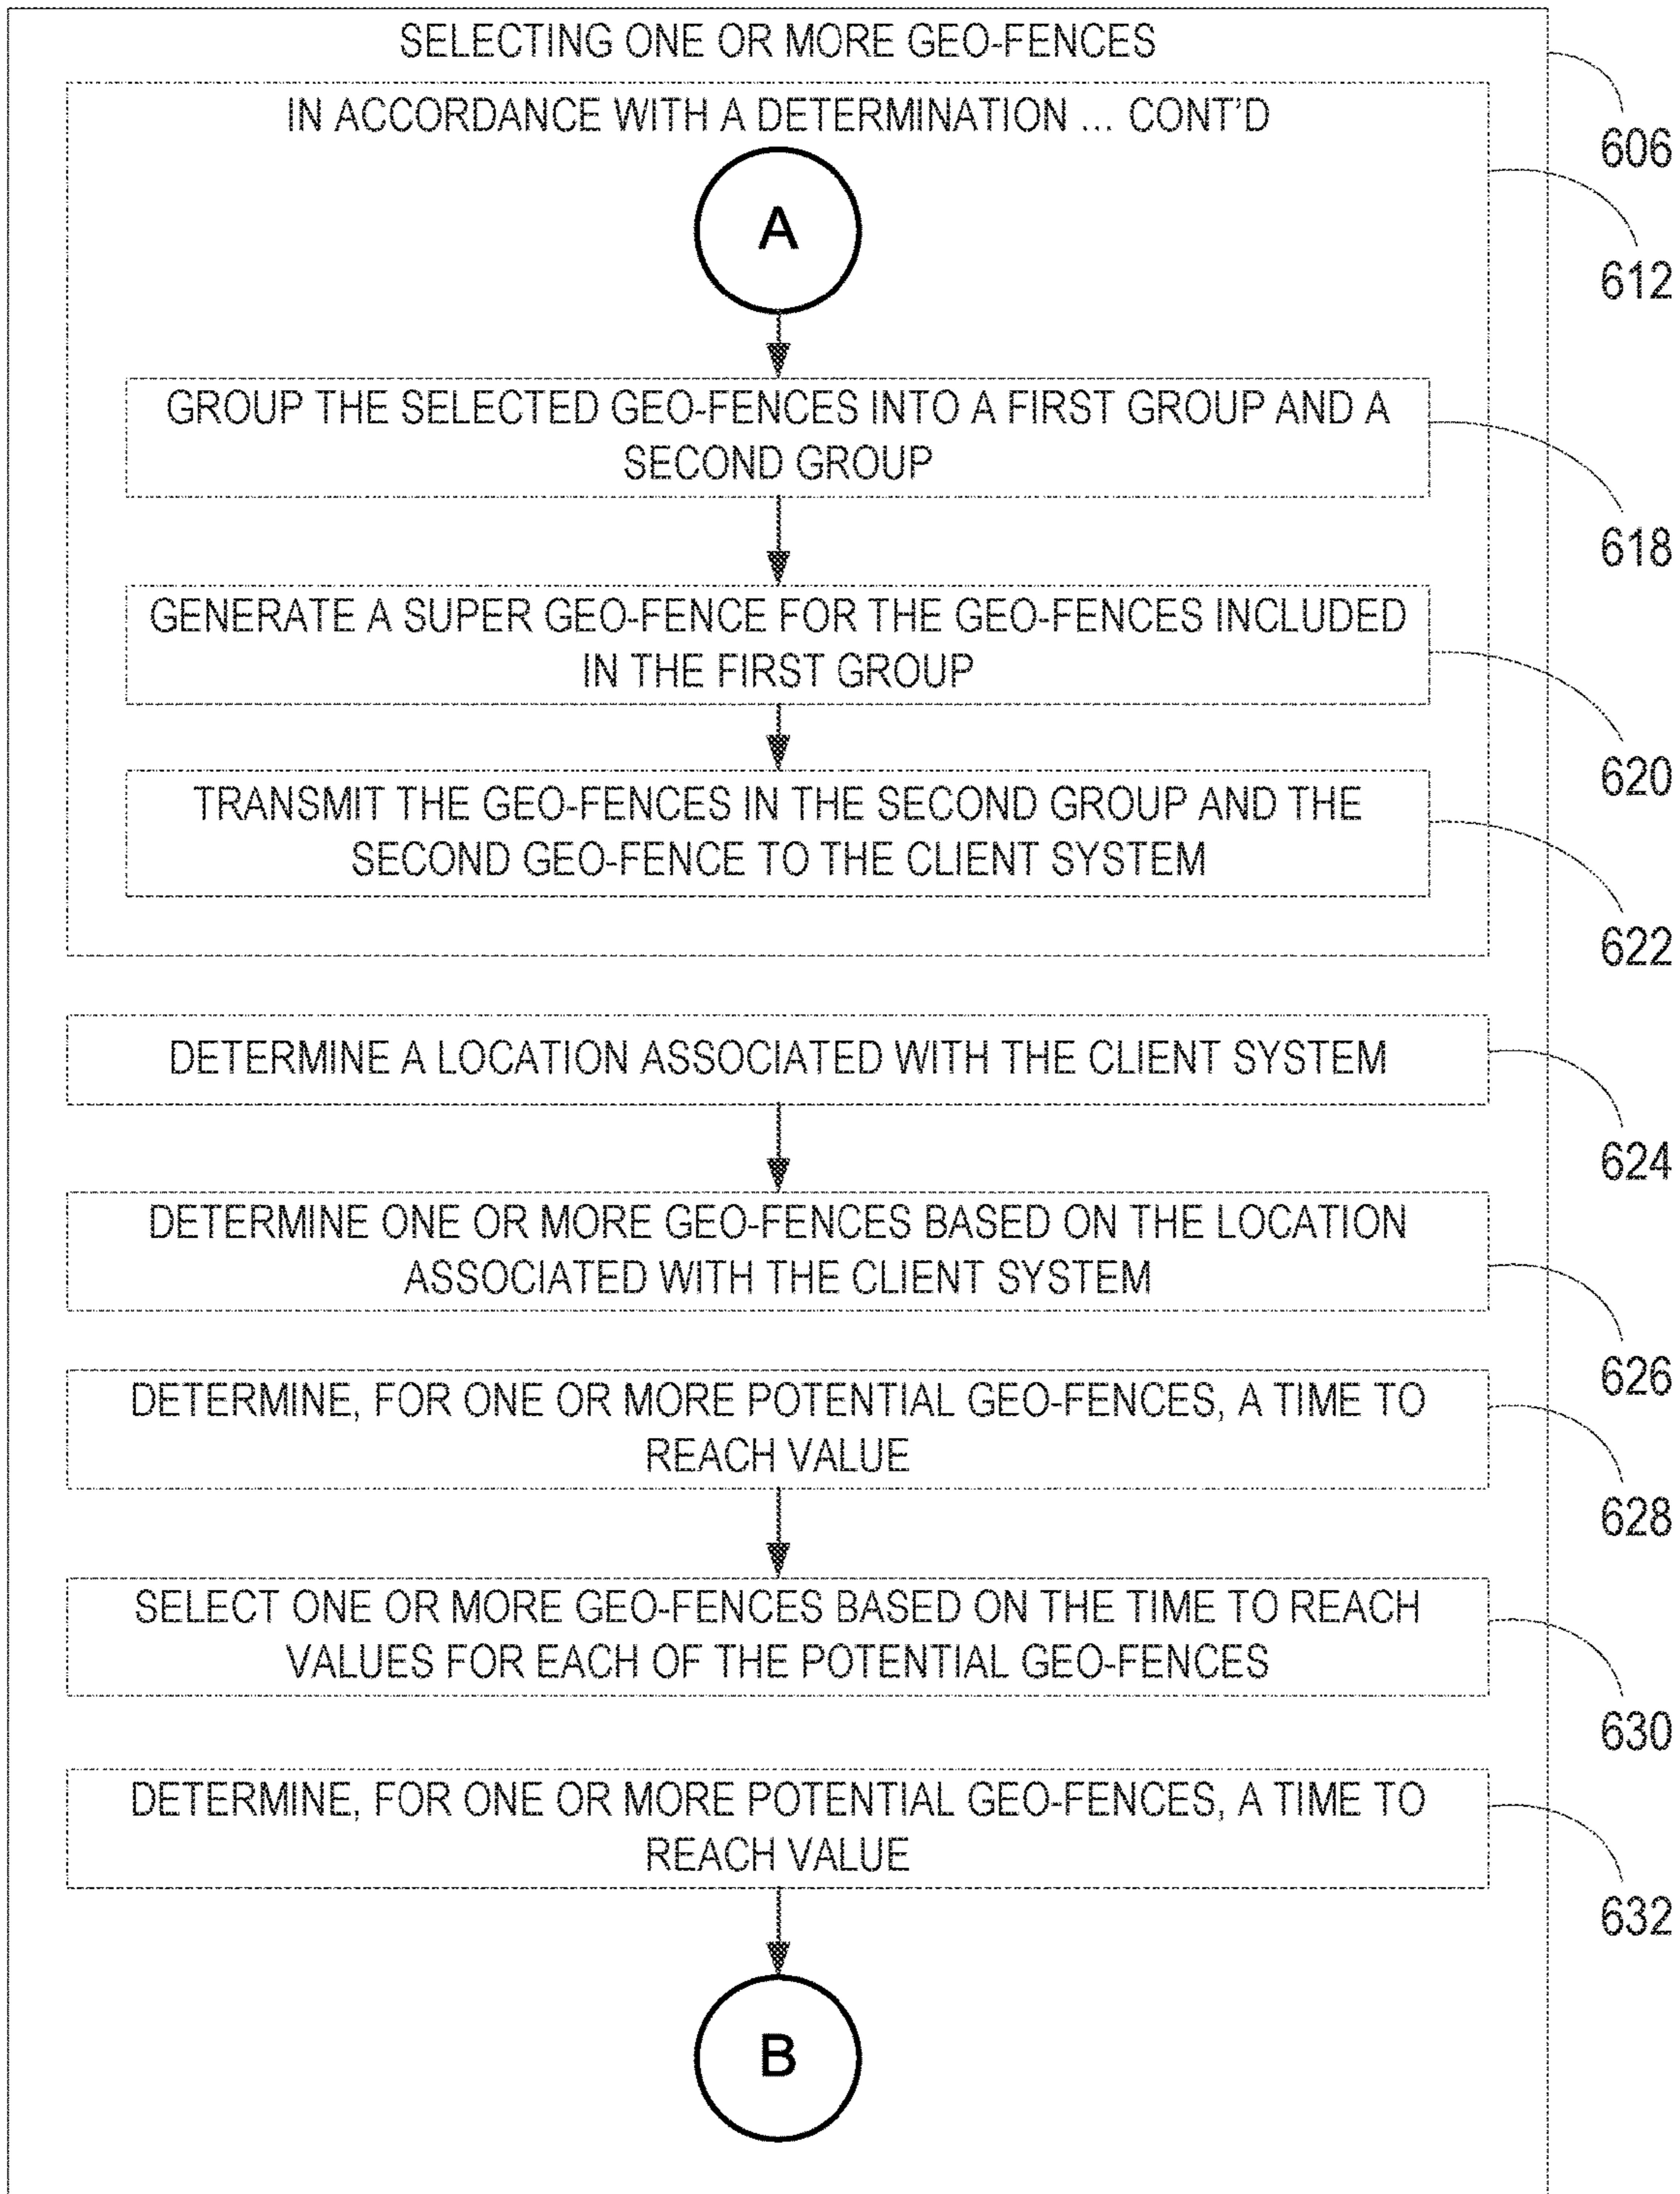 SELECTING ONE OR MORE GEO-FENCES
606
IN ACCORDANCE WITH A DETERMINATION ... CONT'D
612
A
GROUP THE SELECTED GEO-FENCES INTO A FIRST GROUP AND A
SECOND GROUP
618
GENERATE A SUPER GEO-FENCE FOR THE GEO-FENCES INCLUDED
IN THE FIRST GROUP
620
TRANSMIT THE GEO-FENCES IN THE SECOND GROUP AND THE
SECOND GEO-FENCE TO THE CLIENT SYSTEM
622
DETERMINE A LOCATION ASSOCIATED WITH THE CLIENT SYSTEM
624
DETERMINE ONE OR MORE GEO-FENCES BASED ON THE LOCATION
ASSOCIATED WITH THE CLIENT SYSTEM
626
DETERMINE, FOR ONE OR MORE POTENTIAL GEO-FENCES, A TIME TO
REACH VALUE
628
SELECT ONE OR MORE GEO-FENCES BASED ON THE TIME TO REACH
VALUES FOR EACH OF THE POTENTIAL GEO-FENCES
630
DETERMINE, FOR ONE OR MORE POTENTIAL GEO-FENCES, A TIME TO
REACH VALUE
632
B